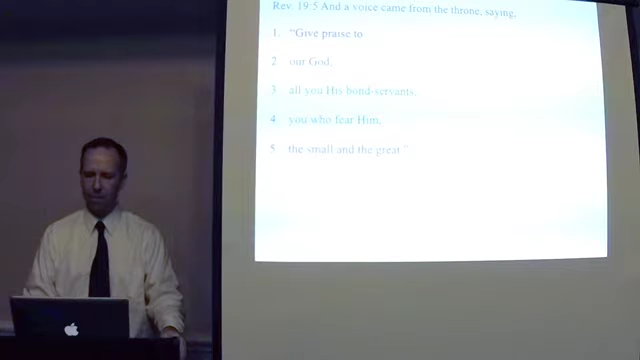 Rev. 19:5 And a voice came from the throne, saying,
1. "Give praise to
2 our God,
3 all you His bond-servants,
4 you who fear Him,
5 the small and the great."